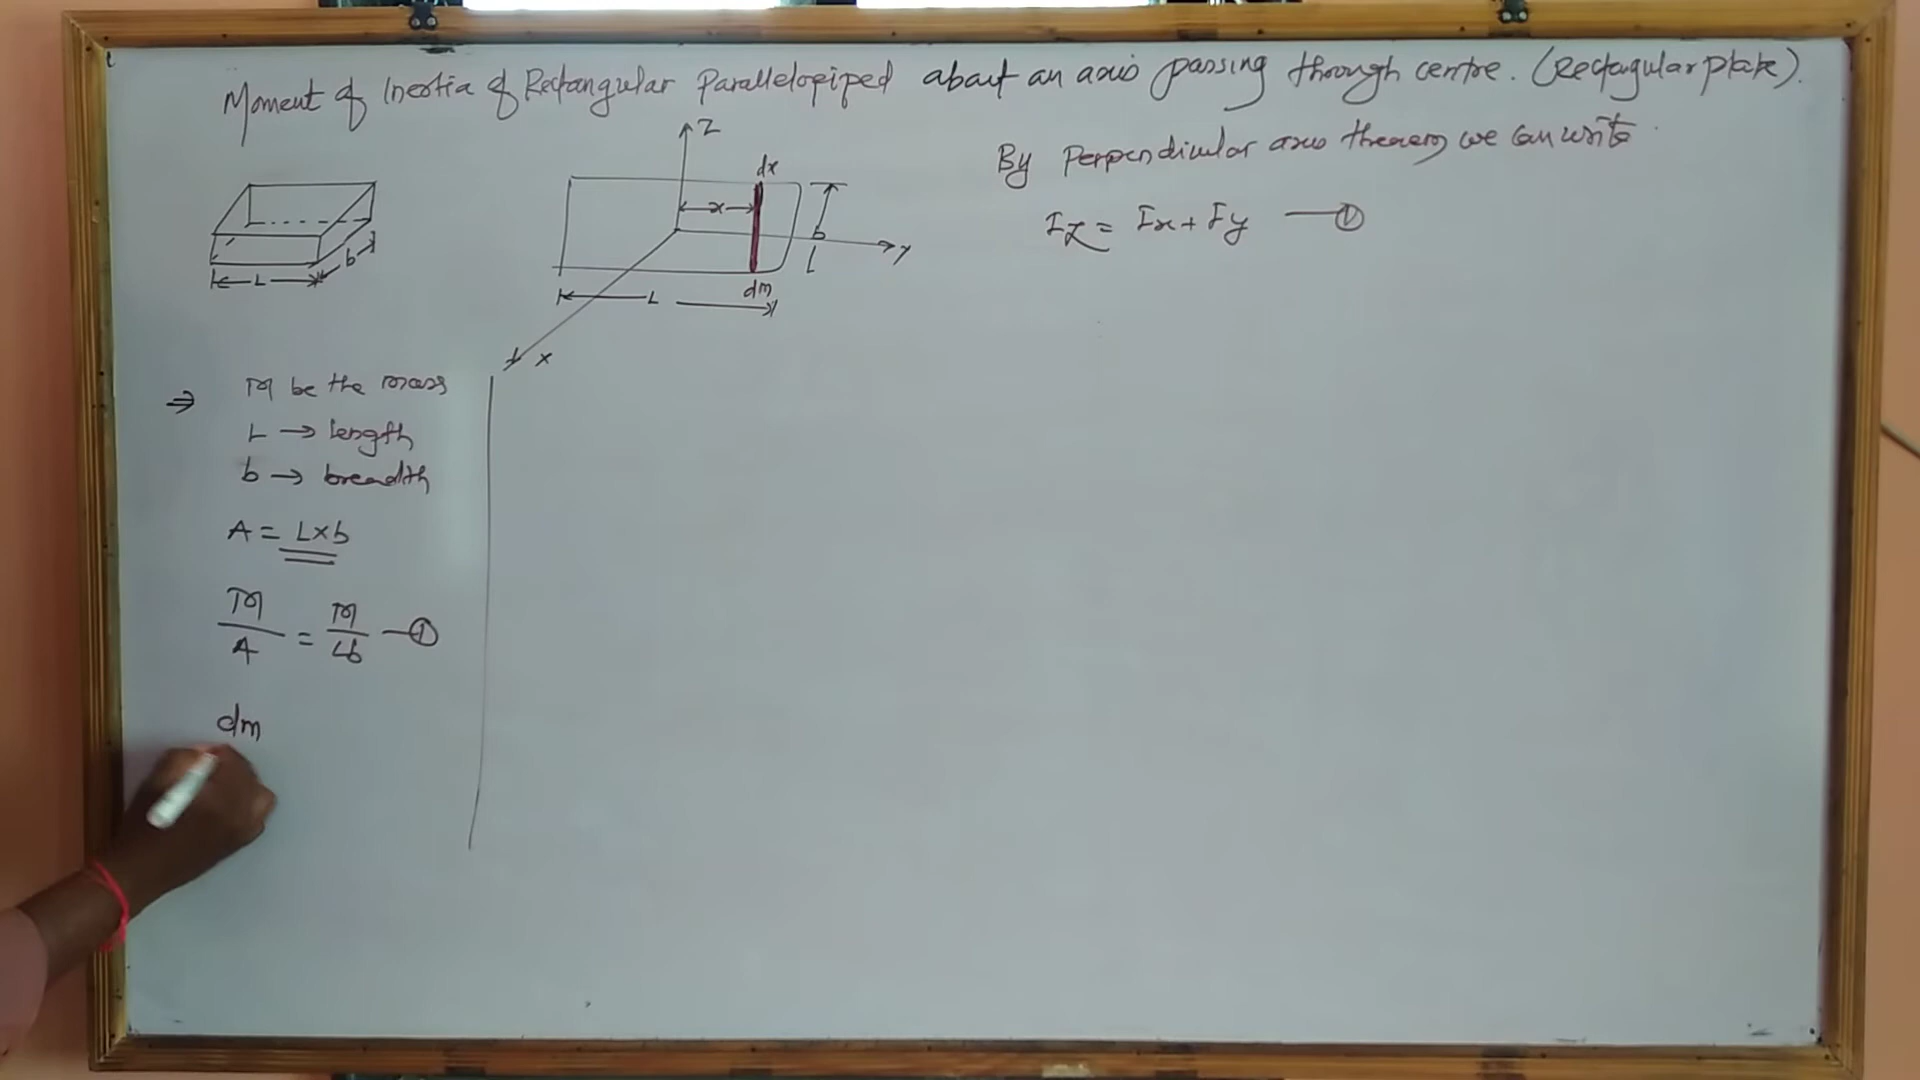 Moment of Inertia of Rectangular Parallelopiped about an axis passing through centre. (Rectagular plate).
By Perpendicular axis theorem we can write
Iz = Ix + Iy — ①
Z
dx
x
b
y
L
dm
x
L
b
⇒ M be the mass
L → length
b → breadth
A = L×b
M/A = M/Lb — ①
dm